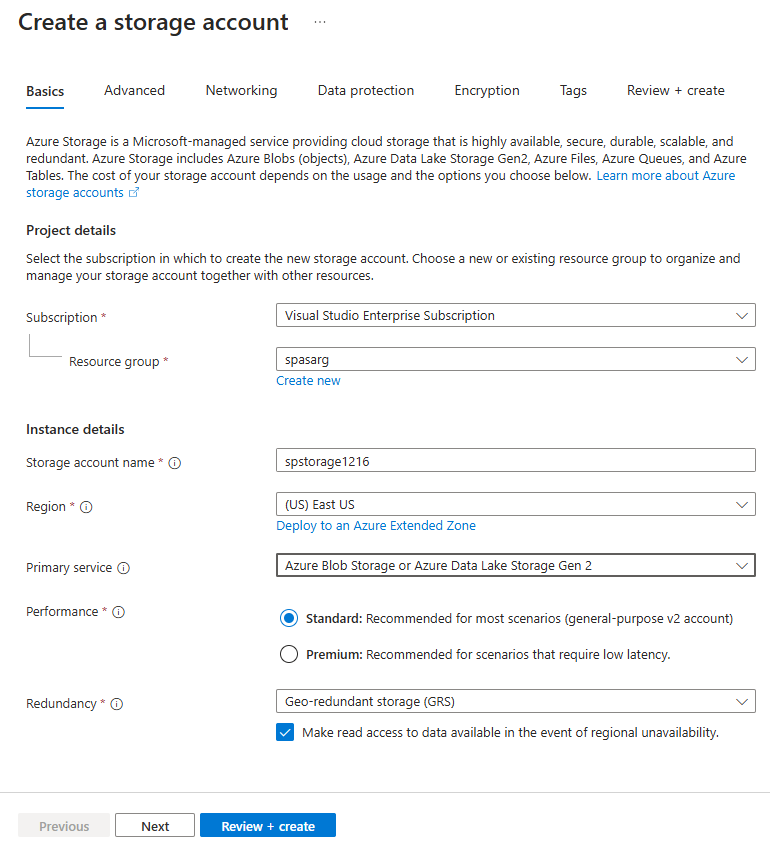 Create a storage account ...
Basics Advanced Networking Data protection Encryption Tags Review + create
Azure Storage is a Microsoft-managed service providing cloud storage that is highly available, secure, durable, scalable, and
redundant. Azure Storage includes Azure Blobs (objects), Azure Data Lake Storage Gen2, Azure Files, Azure Queues, and Azure
Tables. The cost of your storage account depends on the usage and the options you choose below. Learn more about Azure
storage accounts
Project details
Select the subscription in which to create the new storage account. Choose a new or existing resource group to organize and
manage your storage account together with other resources.
Subscription * Visual Studio Enterprise Subscription
Resource group * spasarg
Create new
Instance details
Storage account name * spstorage1216
Region * (US) East US
Deploy to an Azure Extended Zone
Primary service Azure Blob Storage or Azure Data Lake Storage Gen 2
Performance * Standard: Recommended for most scenarios (general-purpose v2 account)
Premium: Recommended for scenarios that require low latency.
Redundancy * Geo-redundant storage (GRS)
Make read access to data available in the event of regional unavailability.
Previous Next Review + create